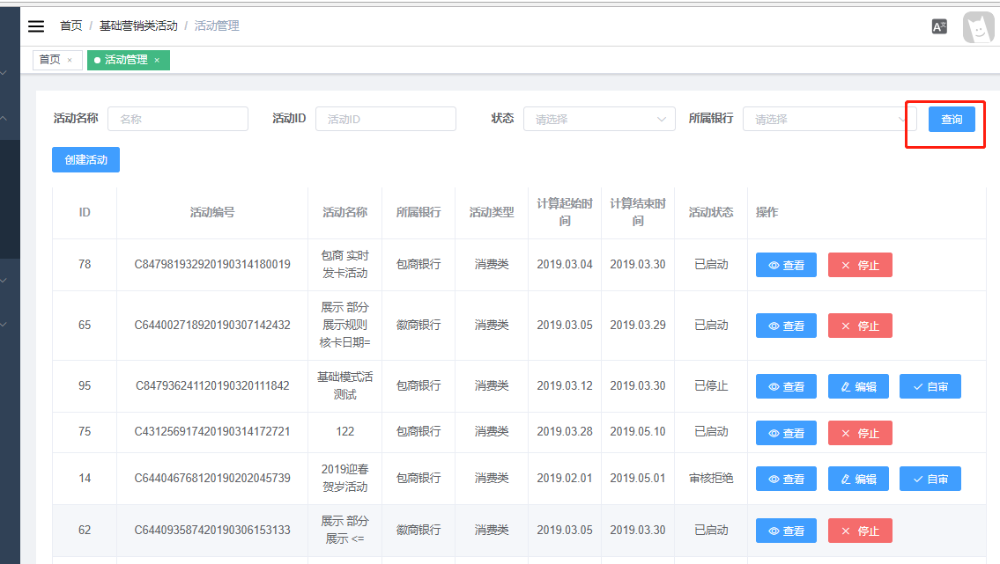 首页 / 基础营销类活动 / 活动管理
首页 × 活动管理 ×
活动名称 名称 活动ID 活动ID 状态 请选择 所属银行 请选择 查询
创建活动
ID 活动编号 活动名称 所属银行 活动类型 计算起始时间 计算结束时间 活动状态 操作
78 C847981932920190314180019 包商 实时发卡活动 包商银行 消费类 2019.03.04 2019.03.30 已启动 查看 停止
65 C644002718920190307142432 展示 部分展示规则核卡日期= 徽商银行 消费类 2019.03.05 2019.03.29 已启动 查看 停止
95 C847936241120190320111842 基础模式活测试 包商银行 消费类 2019.03.12 2019.03.30 已停止 查看 编辑 自审
75 C431256917420190314172721 122 包商银行 消费类 2019.03.28 2019.05.10 已启动 查看 停止
14 C644046768120190202045739 2019迎春贺岁活动 包商银行 消费类 2019.02.01 2019.05.01 审核拒绝 查看 编辑 自审
62 C644093587420190306153133 展示 部分展示 <= 徽商银行 消费类 2019.03.05 2019.03.30 已启动 查看 停止